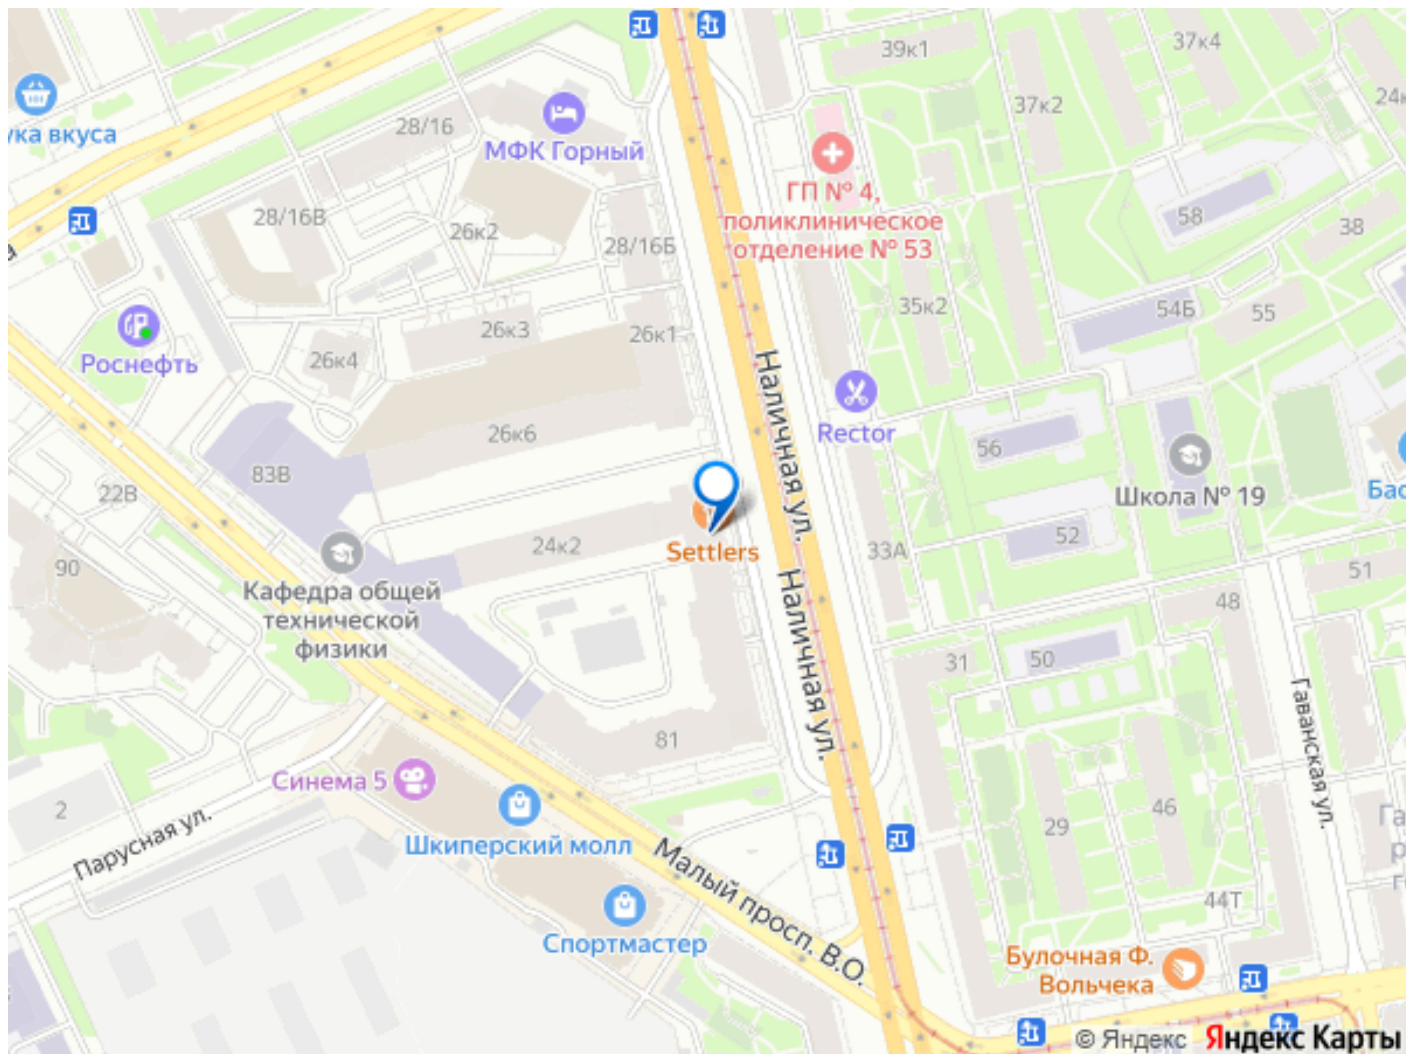 39к1
37к4
37к2
24к
ука вкуса
28/16
МФК Горный
ГП № 4,
поликлиническое
отделение № 53
58
38
28/16В
26к2
28/16Б
35к2
54Б
55
Роснефть
26к3
26к1
26к4
Наличная ул.
Rector
26к6
56
83В
22В
Школа № 19
Бас
24к2
Settlers
33А
52
51
90
Кафедра общей
технической
физики
Наличная ул.
48
31
50
81
Гаванская ул.
Синема 5
2
Парусная ул.
Шкиперский молл
Малый просп. В.О.
29
46
Га
р
г
44Т
Спортмастер
Булочная Ф.
Вольчека
© Яндекс Яндекс Карты